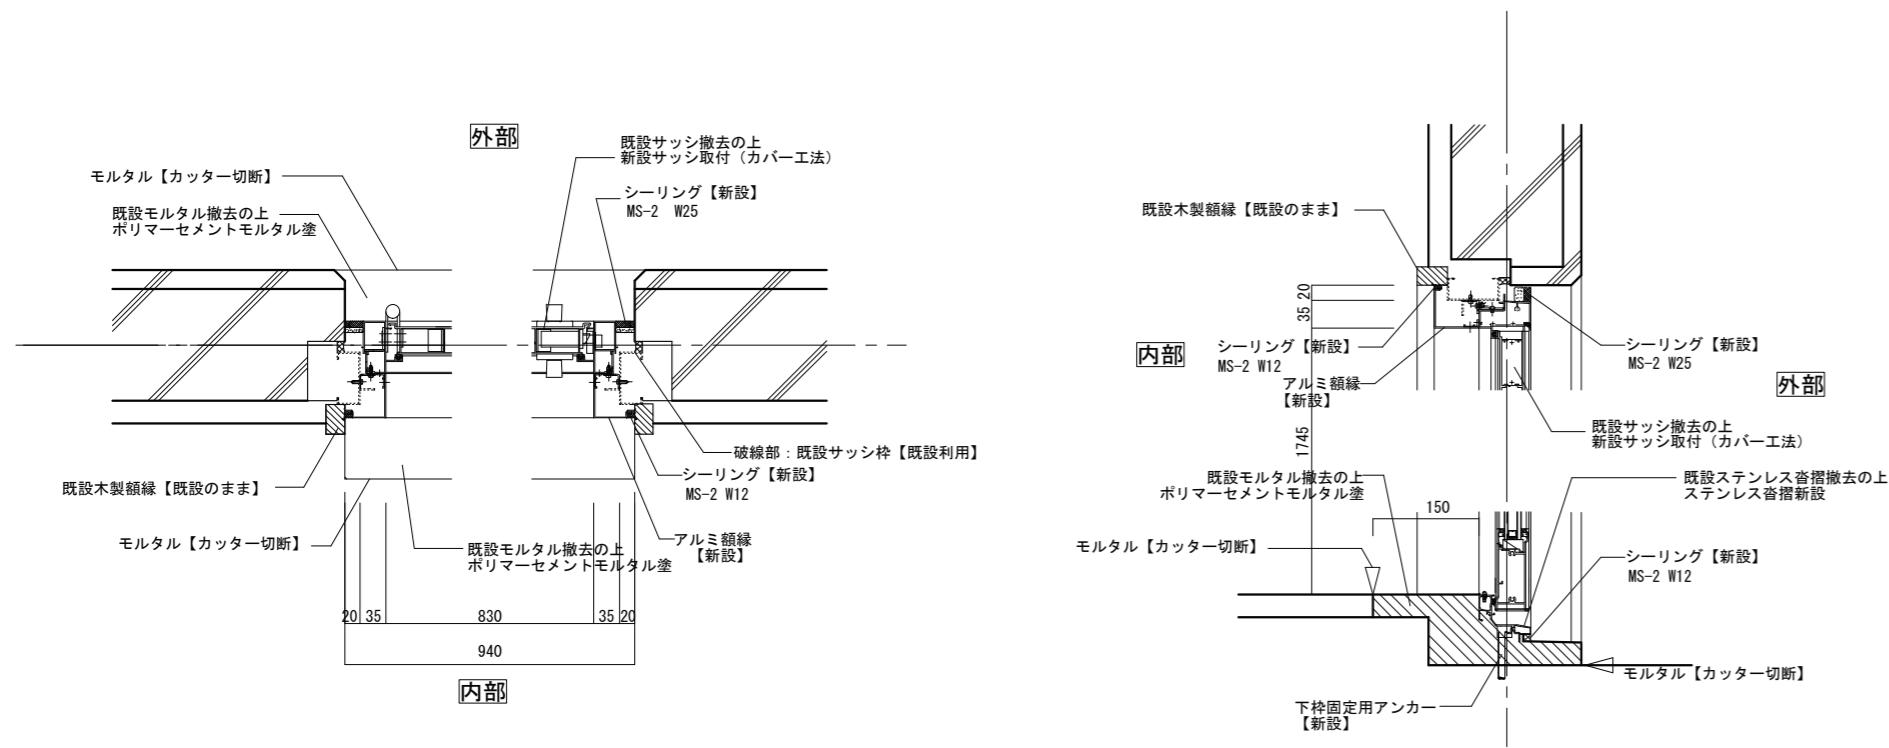 外部
既設サッシ撤去の上
新設サッシ取付（カバー工法）
モルタル【カッター切断】
シーリング【新設】
MS-2 W25
既設モルタル撤去の上
ポリマーセメントモルタル塗
破線部：既設サッシ枠【既設利用】
シーリング【新設】
MS-2 W12
既設木製額縁【既設のまま】
モルタル【カッター切断】
既設モルタル撤去の上
ポリマーセメントモルタル塗
アルミ額縁
【新設】
20 35 830 35 20
940
内部
既設木製額縁【既設のまま】
20
35
1745
内部
シーリング【新設】
MS-2 W12
アルミ額縁
【新設】
シーリング【新設】
MS-2 W25
外部
既設サッシ撤去の上
新設サッシ取付（カバー工法）
既設モルタル撤去の上
ポリマーセメントモルタル塗
既設ステンレス沓摺撤去の上
ステンレス沓摺新設
150
モルタル【カッター切断】
シーリング【新設】
MS-2 W12
モルタル【カッター切断】
下枠固定用アンカー
【新設】